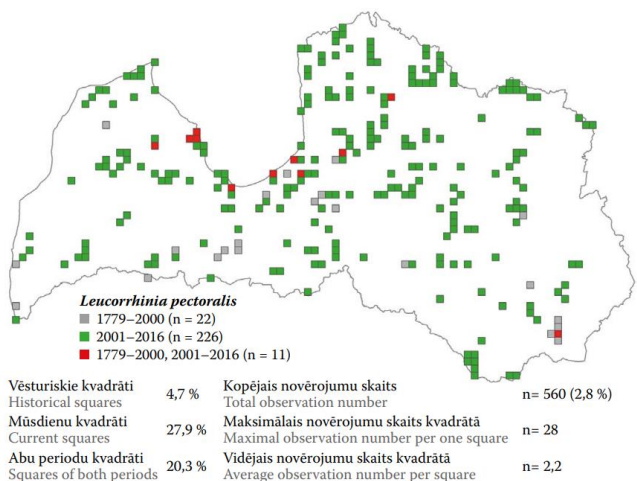 Leucorrhinia pectoralis
1779–2000 (n = 22)
2001–2016 (n = 226)
1779–2000, 2001–2016 (n = 11)
Vēsturiskie kvadrāti
Historical squares
4,7 %
Kopējais novērojumu skaits
Total observation number
n= 560 (2,8 %)
Mūsdienu kvadrāti
Current squares
27,9 %
Maksimālais novērojumu skaits kvadrātā
Maximal observation number per one square
n= 28
Abu periodu kvadrāti
Squares of both periods
20,3 %
Vidējais novērojumu skaits kvadrātā
Average observation number per square
n= 2,2